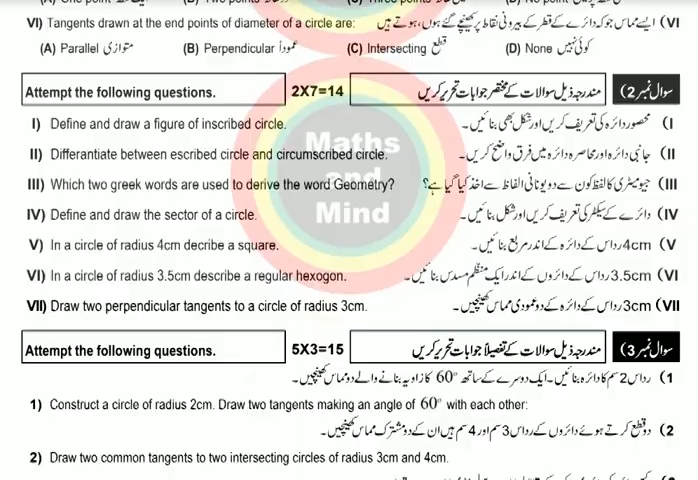 VI) Tangents drawn at the end points of diameter of a circle are: ایسے مماس جو کہ دائرے کے قطر کے بیرونی نقاط پر کھینچے گئے ہوں، ہوتے ہیں (VI
(A) Parallel متوازی (B) Perpendicular عموداً (C) Intersecting قطع (D) None کوئی نہیں
Attempt the following questions. 2X7=14 مندرجہ ذیل سوالات کے مختصر جوابات تحریر کریں سوال نمبر 2)
I) Define and draw a figure of inscribed circle. محصور دائرہ کی تعریف کریں اور شکل بھی بنائیں۔ (I
II) Differentiate between escribed circle and circumscribed circle. جانبی دائرہ اور محاصرہ دائرہ میں فرق واضح کریں۔ (II
III) Which two greek words are used to derive the word Geometry? جیومیٹری کا لفظ کون سے دو یونانی الفاظ سے اخذ کیا گیا ہے؟ (III
IV) Define and draw the sector of a circle. دائرے کے سیکٹر کی تعریف کریں اور شکل بنائیں۔ (IV
V) In a circle of radius 4cm decribe a square. 4cm رداس کے دائرہ کے اندر مربع بنائیں۔ (V
VI) In a circle of radius 3.5cm describe a regular hexogon. 3.5cm رداس کے دائروں کے اندر ایک منظم مسدس بنائیں۔ (VI
VII) Draw two perpendicular tangents to a circle of radius 3cm. 3cm رداس کے دائرہ کے دو عمودی مماس کھینچیں۔ (VII
Maths
and
Mind
Attempt the following questions. 5X3=15 مندرجہ ذیل سوالات کے تفصیلاً جوابات تحریر کریں سوال نمبر 3)
رداس 2 سم کا دائرہ بنائیں۔ ایک دوسرے کے ساتھ 60° کا زاویہ بنانے والے دو مماس کھینچیں۔ (1
1) Construct a circle of radius 2cm. Draw two tangents making an angle of 60° with each other:
دو قطع کرتے ہوئے دائروں کے رداس 3 سم اور 4 سم ہیں ان کے دو مشترک مماس کھینچیں۔ (2
2) Draw two common tangents to two intersecting circles of radius 3cm and 4cm.